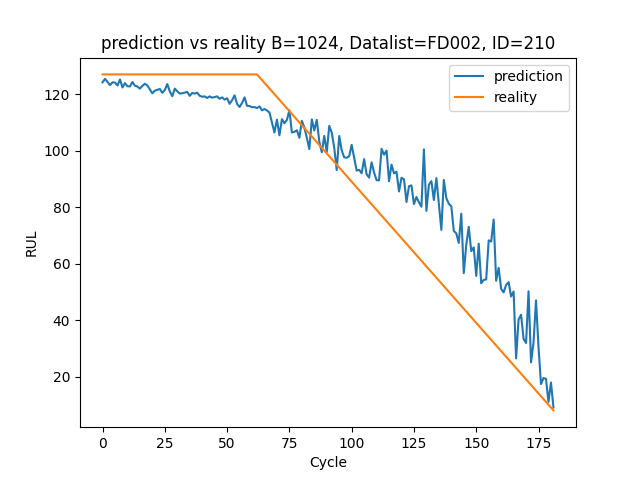 prediction vs reality B=1024, Datalist=FD002, ID=210
prediction
reality
RUL
120
100
80
60
40
20
0 25 50 75 100 125 150 175
Cycle